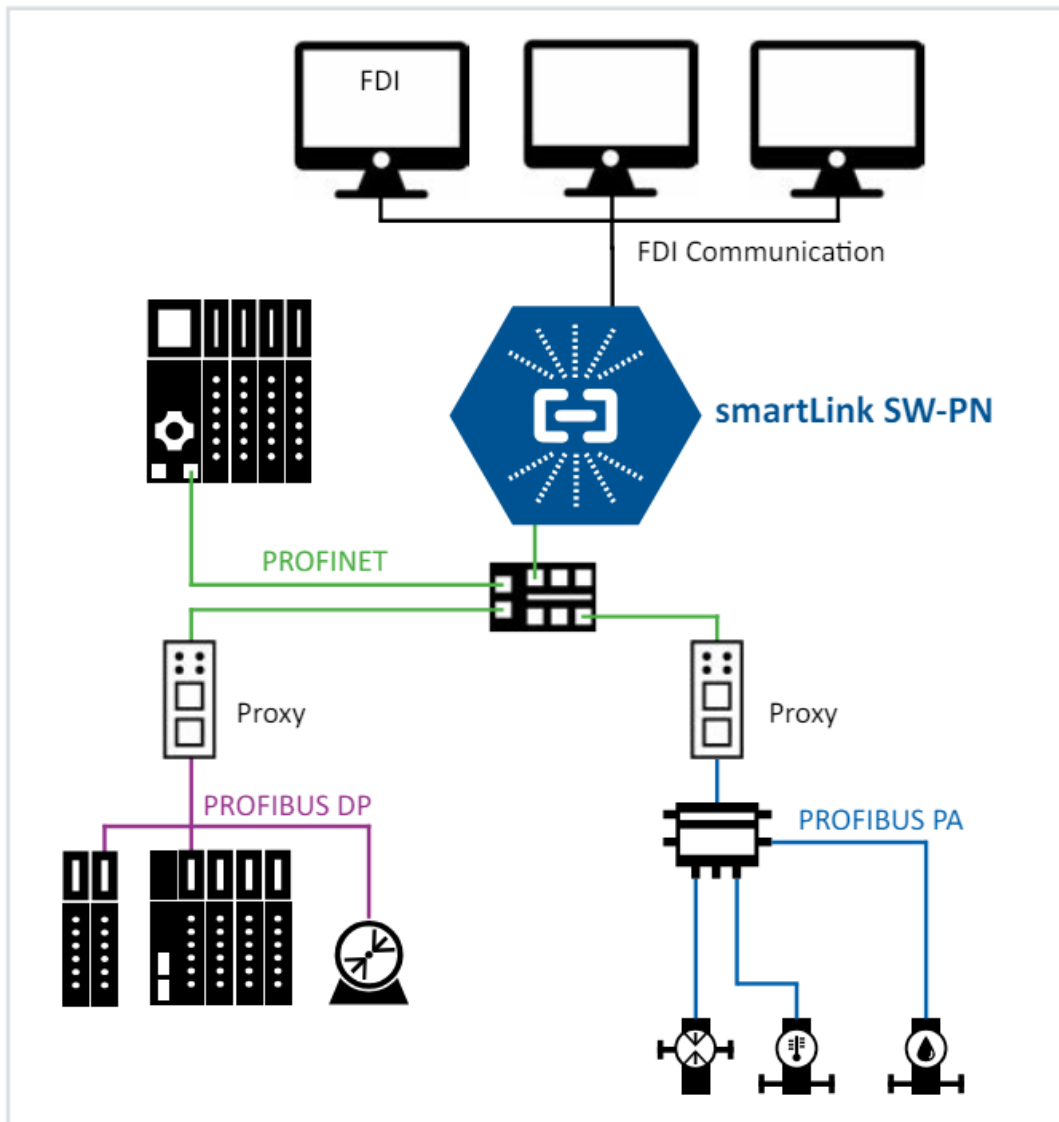 FDI
FDI Communication
smartLink SW-PN
PROFINET
Proxy
Proxy
PROFIBUS DP
PROFIBUS PA